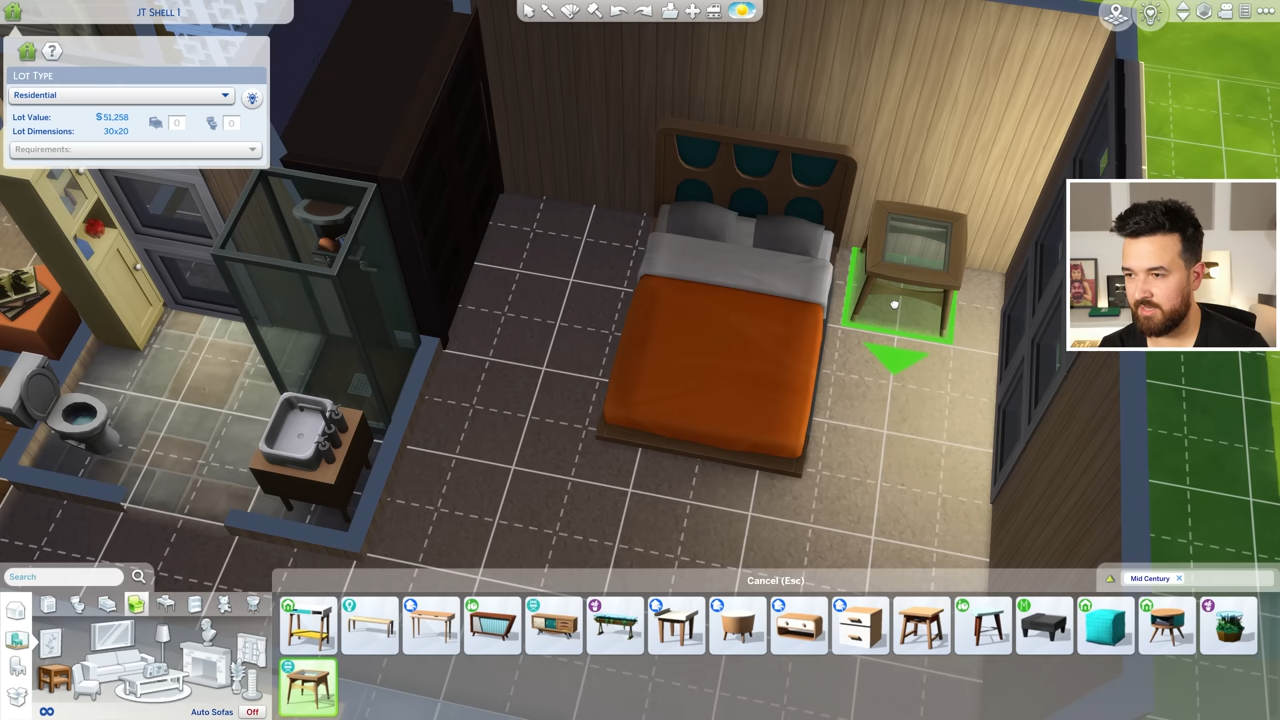 JT SHELL 1
LOT TYPE
Residential
Lot Value: §51,258
0 0
Lot Dimensions: 30x20
Requirements:
Cancel (Esc)
Search
Mid Century
Auto Sofas Off